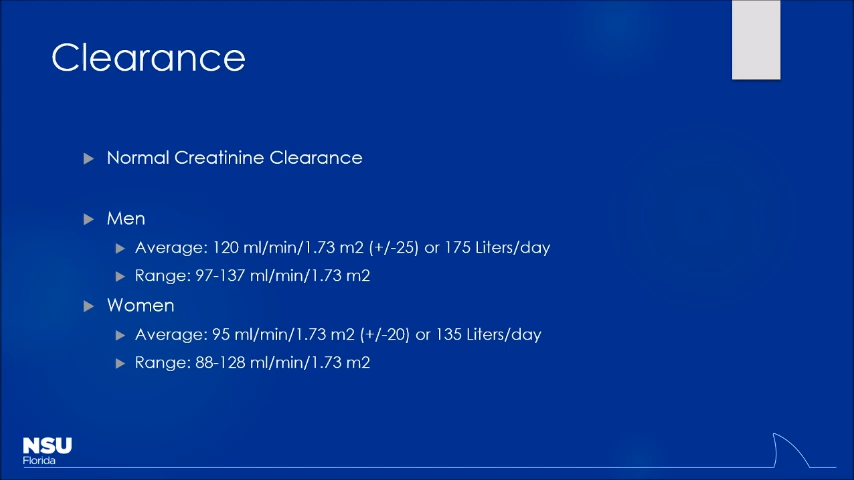 Clearance
Normal Creatinine Clearance
Men
Average: 120 ml/min/1.73 m2 (+/-25) or 175 Liters/day
Range: 97-137 ml/min/1.73 m2
Women
Average: 95 ml/min/1.73 m2 (+/-20) or 135 Liters/day
Range: 88-128 ml/min/1.73 m2
NSU
Florida